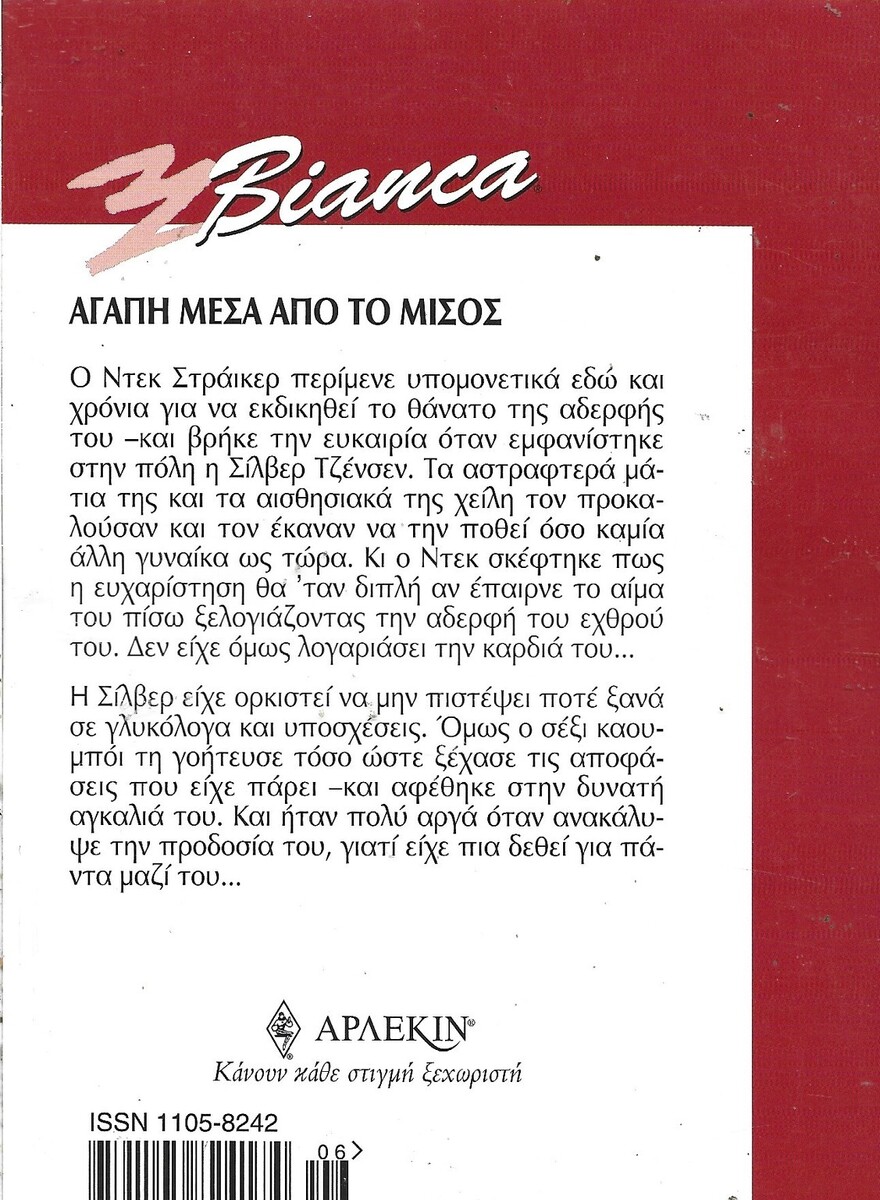 Bianca®
ΑΓΑΠΗ ΜΕΣΑ ΑΠΟ ΤΟ ΜΙΣΟΣ
Ο Ντεκ Στράικερ περίμενε υπομονετικά εδώ και
χρόνια για να εκδικηθεί το θάνατο της αδερφής
του –και βρήκε την ευκαιρία όταν εμφανίστηκε
στην πόλη η Σίλβερ Τζένσεν. Τα αστραφτερά μά-
τια της και τα αισθησιακά της χείλη τον προκα-
λούσαν και τον έκαναν να την ποθεί όσο καμία
άλλη γυναίκα ως τώρα. Κι ο Ντεκ σκέφτηκε πως
η ευχαρίστηση θα 'ταν διπλή αν έπαιρνε το αίμα
του πίσω ξελογιάζοντας την αδερφή του εχθρού
του. Δεν είχε όμως λογαριάσει την καρδιά του...
Η Σίλβερ είχε ορκιστεί να μην πιστέψει ποτέ ξανά
σε γλυκόλογα και υποσχέσεις. Όμως ο σέξι καου-
μπόι τη γοήτευσε τόσο ώστε ξέχασε τις αποφά-
σεις που είχε πάρει –και αφέθηκε στην δυνατή
αγκαλιά του. Και ήταν πολύ αργά όταν ανακάλυ-
ψε την προδοσία του, γιατί είχε πια δεθεί για πά-
ντα μαζί του...
ΑΡΛΕΚΙΝ®
Κάνουν κάθε στιγμή ξεχωριστή
ISSN 1105-8242
06>